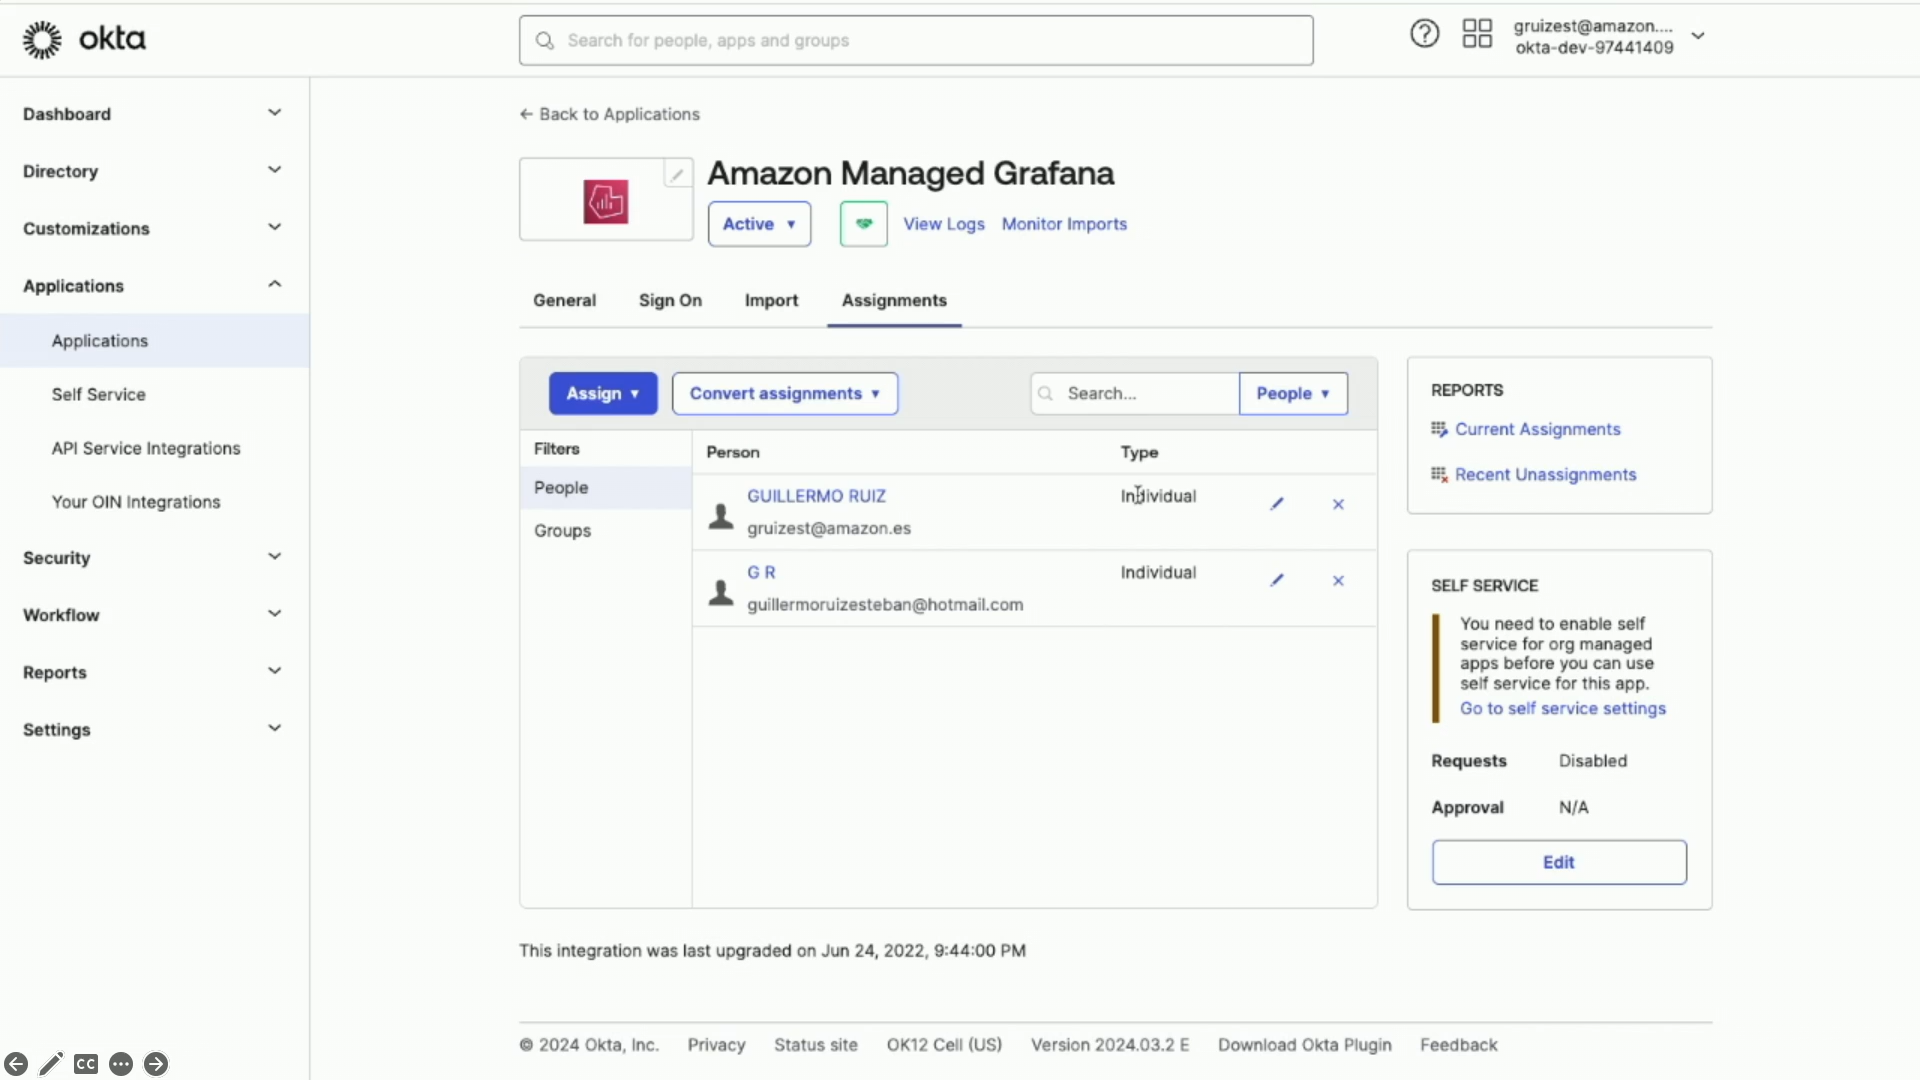 okta
Search for people, apps and groups
gruizest@amazon....
okta-dev-97441409
Dashboard
Directory
Customizations
Applications
Applications
Self Service
API Service Integrations
Your OIN Integrations
Security
Workflow
Reports
Settings
← Back to Applications
Amazon Managed Grafana
Active ▼
View Logs
Monitor Imports
General
Sign On
Import
Assignments
Assign ▼
Convert assignments ▼
Search...
People ▼
Filters
People
Groups
Person
Type
GUILLERMO RUIZ
gruizest@amazon.es
Individual
G R
guillermoruizesteban@hotmail.com
Individual
REPORTS
Current Assignments
Recent Unassignments
SELF SERVICE
You need to enable self
service for org managed
apps before you can use
self service for this app.
Go to self service settings
Requests Disabled
Approval N/A
Edit
This integration was last upgraded on Jun 24, 2022, 9:44:00 PM
© 2024 Okta, Inc. Privacy Status site OK12 Cell (US) Version 2024.03.2 E Download Okta Plugin Feedback
CC